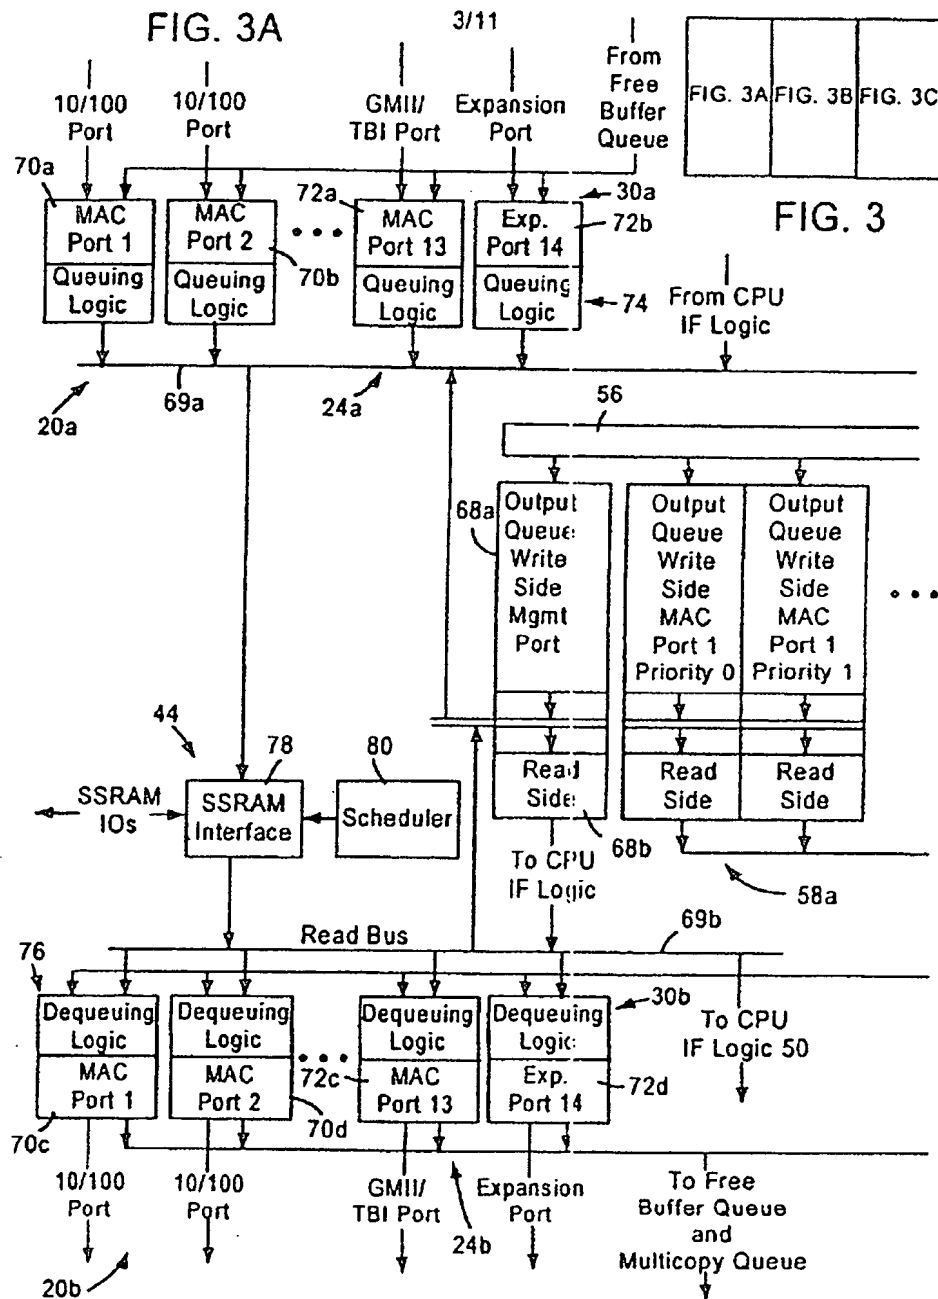 FIG. 3A
3/11
10/100
Port
10/100
Port
GMII/
TBI Port
Expansion
Port
From
Free
Buffer
Queue
FIG. 3A
FIG. 3B
FIG. 3C
FIG. 3
70a
MAC
Port 1
Queuing
Logic
MAC
Port 2
Queuing
Logic
70b
72a
MAC
Port 13
Queuing
Logic
30a
Exp.
Port 14
Queuing
Logic
72b
74
From CPU
IF Logic
20a
69a
24a
56
68a
Output
Queue
Write
Side
Mgmt
Port
Output
Queue
Write
Side
MAC
Port 1
Priority 0
Output
Queue
Write
Side
MAC
Port 1
Priority 1
Read
Side
Read
Side
Read
Side
44
78
80
SSRAM
IOs
SSRAM
Interface
Scheduler
68b
To CPU
IF Logic
58a
69b
Read Bus
76
Dequeuing
Logic
MAC
Port 1
Dequeuing
Logic
MAC
Port 2
Dequeuing
Logic
MAC
Port 13
Dequeuing
Logic
Exp.
Port 14
30b
72c
72d
70c
70d
To CPU
IF Logic 50
10/100
Port
10/100
Port
GMII/
TBI Port
Expansion
Port
To Free
Buffer Queue
and
Multicopy Queue
20b
24b